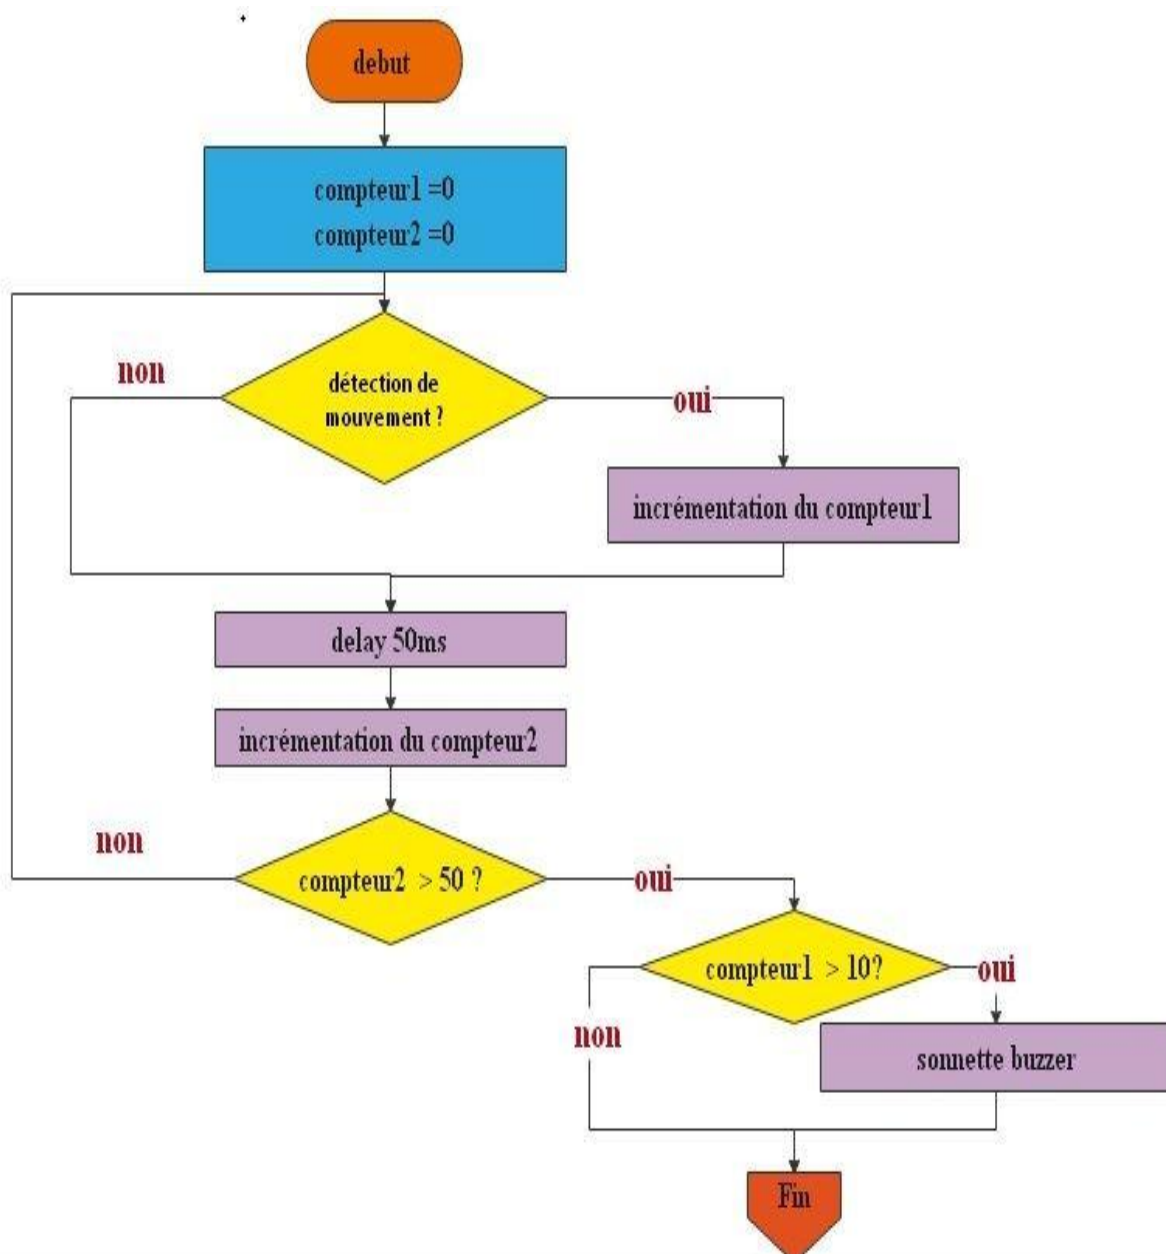 debut
compteur1 =0
compteur2 =0
non
détection de
mouvement ?
oui
incrémentation du compteur1
delay 50ms
incrémentation du compteur2
non
compteur2 > 50 ?
oui
compteur1 > 10?
oui
non
sonnette buzzer
Fin